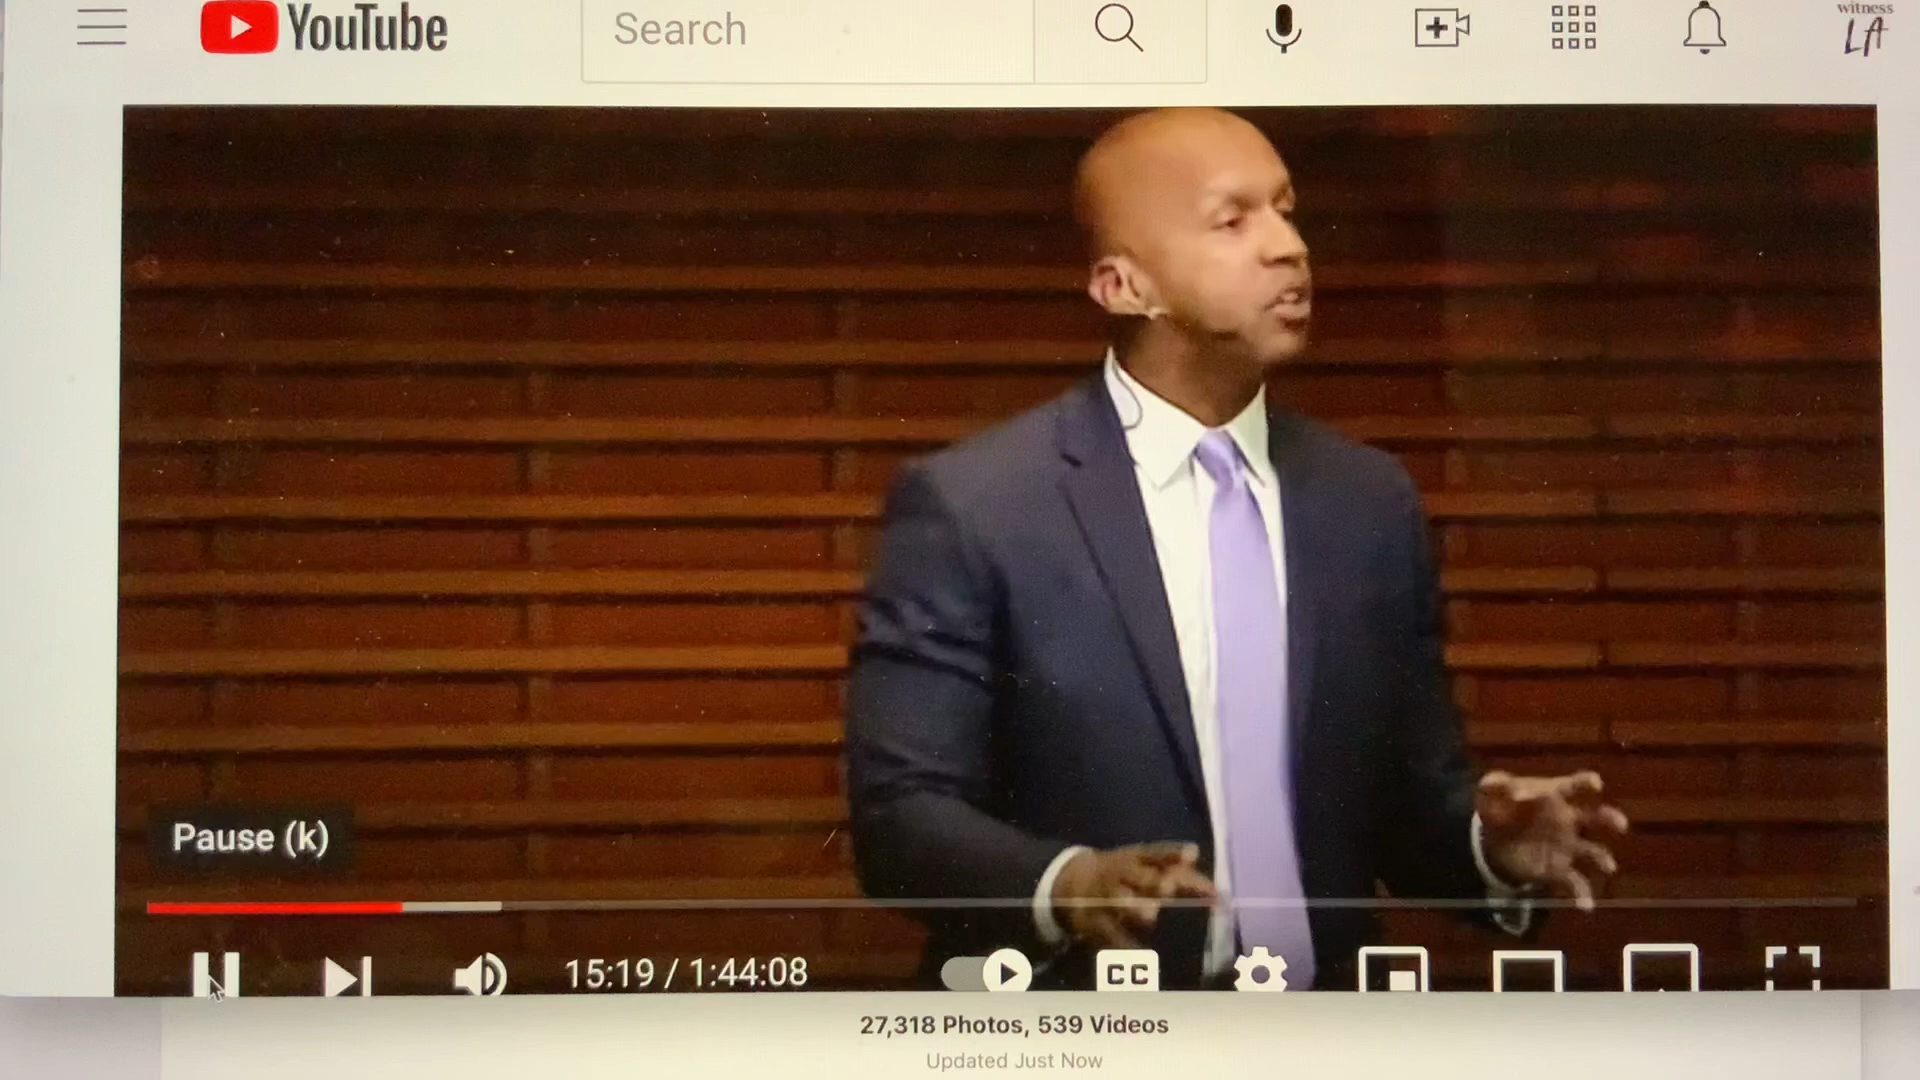 YouTube
Search
witness
LA
Pause (k)
15:19 / 1:44:08
CC
27,318 Photos, 539 Videos
Updated Just Now